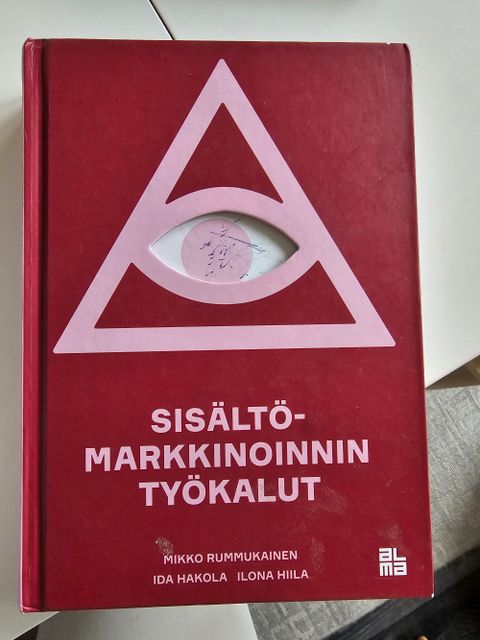 SISÄLTÖ-
MARKKINOINNIN
TYÖKALUT
MIKKO RUMMUKAINEN
IDA HAKOLA ILONA HIILA
ALMA